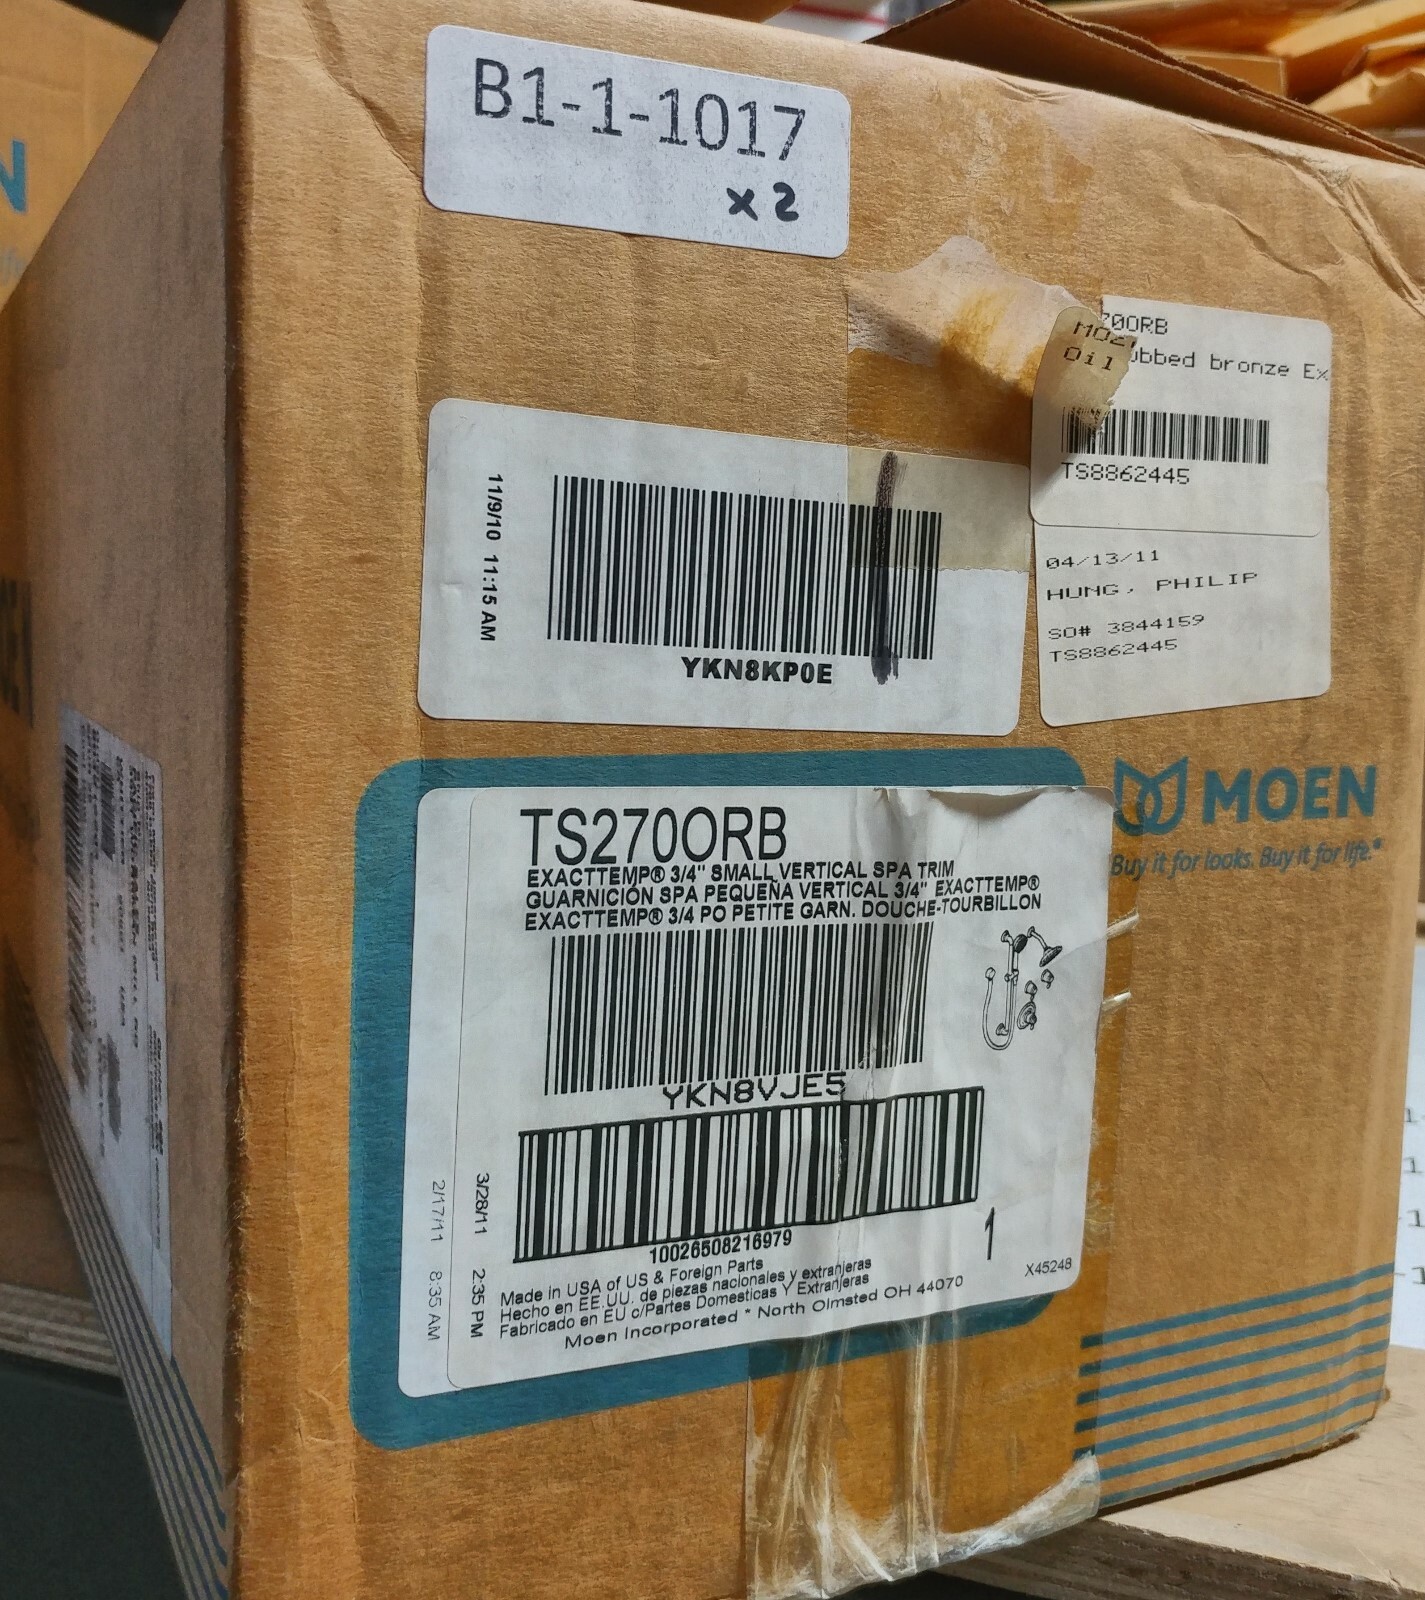 B1-1-1017
x2
70ORB
MO27
Oil
ubbed bronze Ex
TS8862445
11/9/10 11:15 AM
YKN8KP0E
04/13/11
HUNG, PHILIP
SO# 3844159
TS8862445
MOEN
Buy it for looks. Buy it for life.®
TS270ORB
EXACTTEMP® 3/4" SMALL VERTICAL SPA TRIM
GUARNICIÓN SPA PEQUEÑA VERTICAL 3/4" EXACTTEMP®
EXACTTEMP® 3/4 PO PETITE GARN. DOUCHE-TOURBILLON
YKN8VJE5
2/17/11 8:35 AM
3/28/11 2:35 PM
10026508216979
1
Made in USA of US & Foreign Parts
Hecho en EE.UU. de piezas nacionales y extranjeras
Fabricado en EU c/Partes Domesticas Y Extranjeras
Moen Incorporated * North Olmsted OH 44070
X45248
N